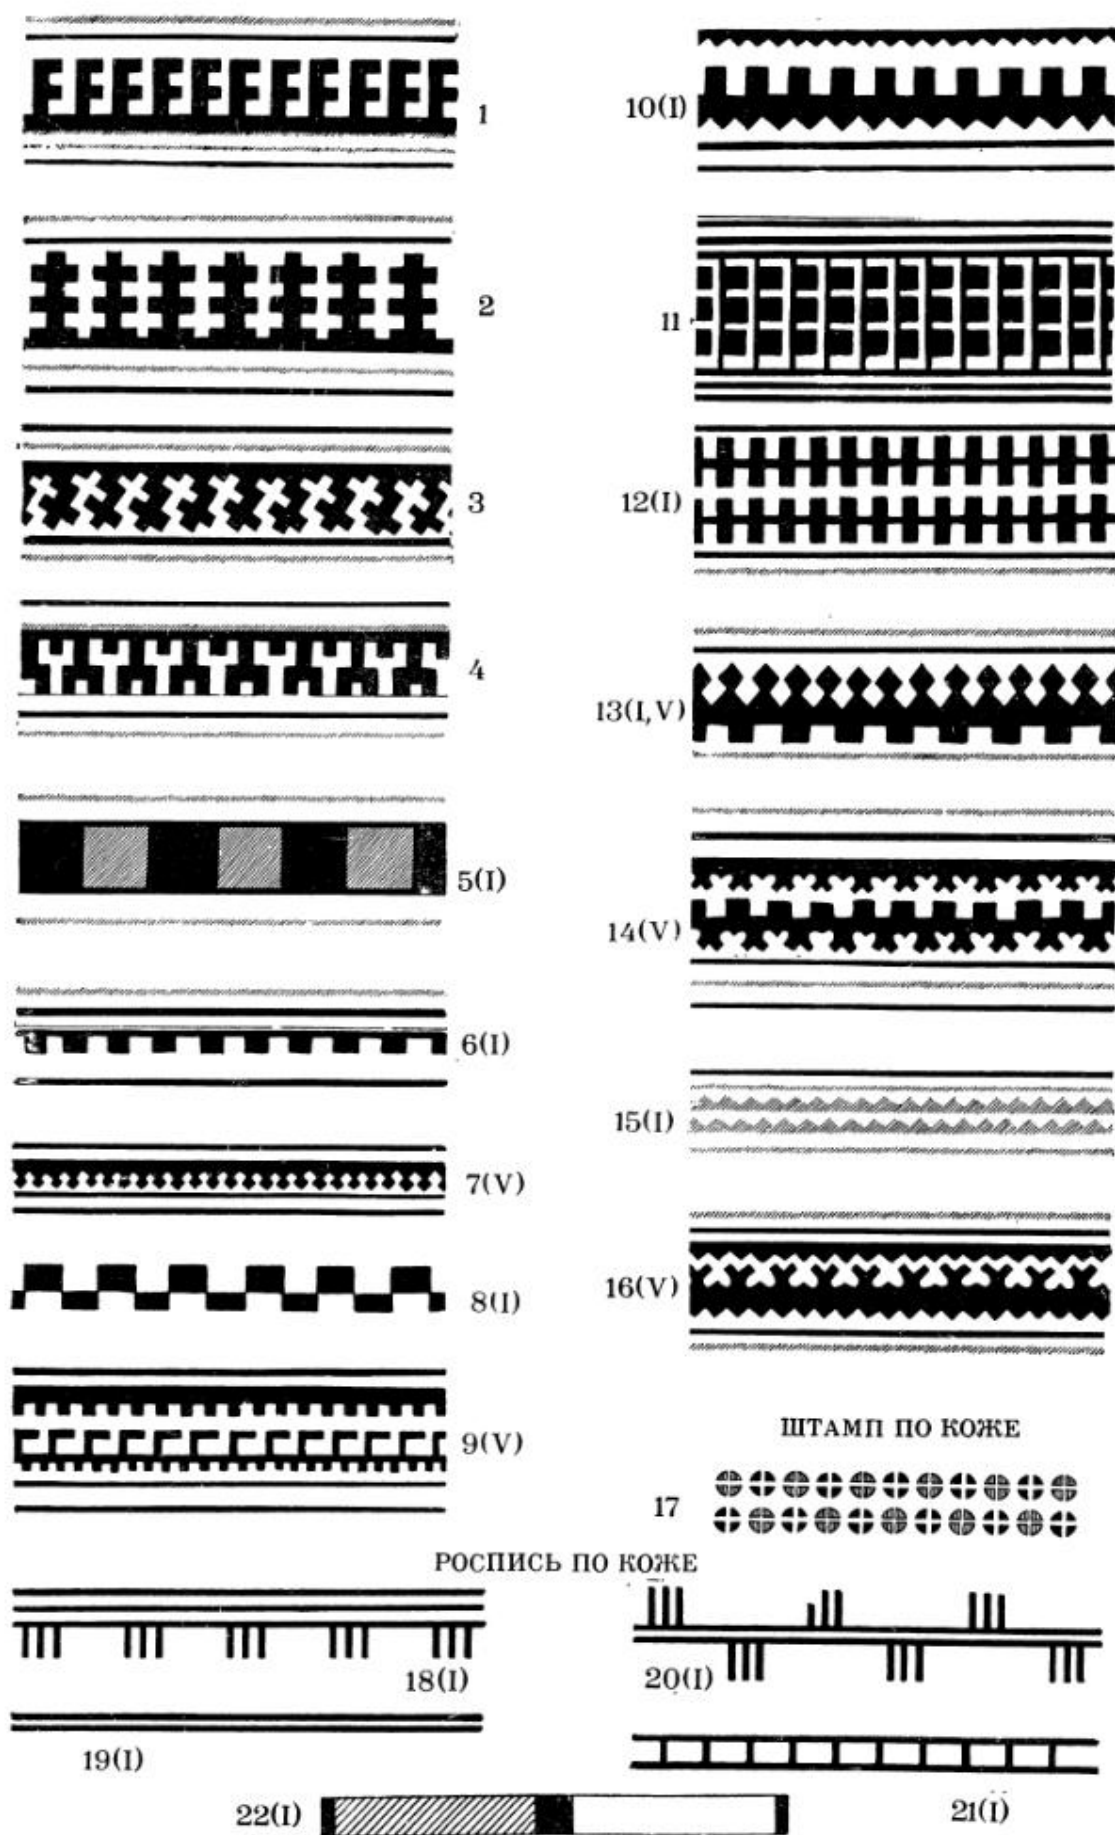 1
2
3
4
5(I)
6(I)
7(V)
8(I)
9(V)
10(I)
11
12(I)
13(I,V)
14(V)
15(I)
16(V)
ШТАМП ПО КОЖЕ
17
РОСПИСЬ ПО КОЖЕ
18(I)
19(I)
20(I)
21(I)
22(I)